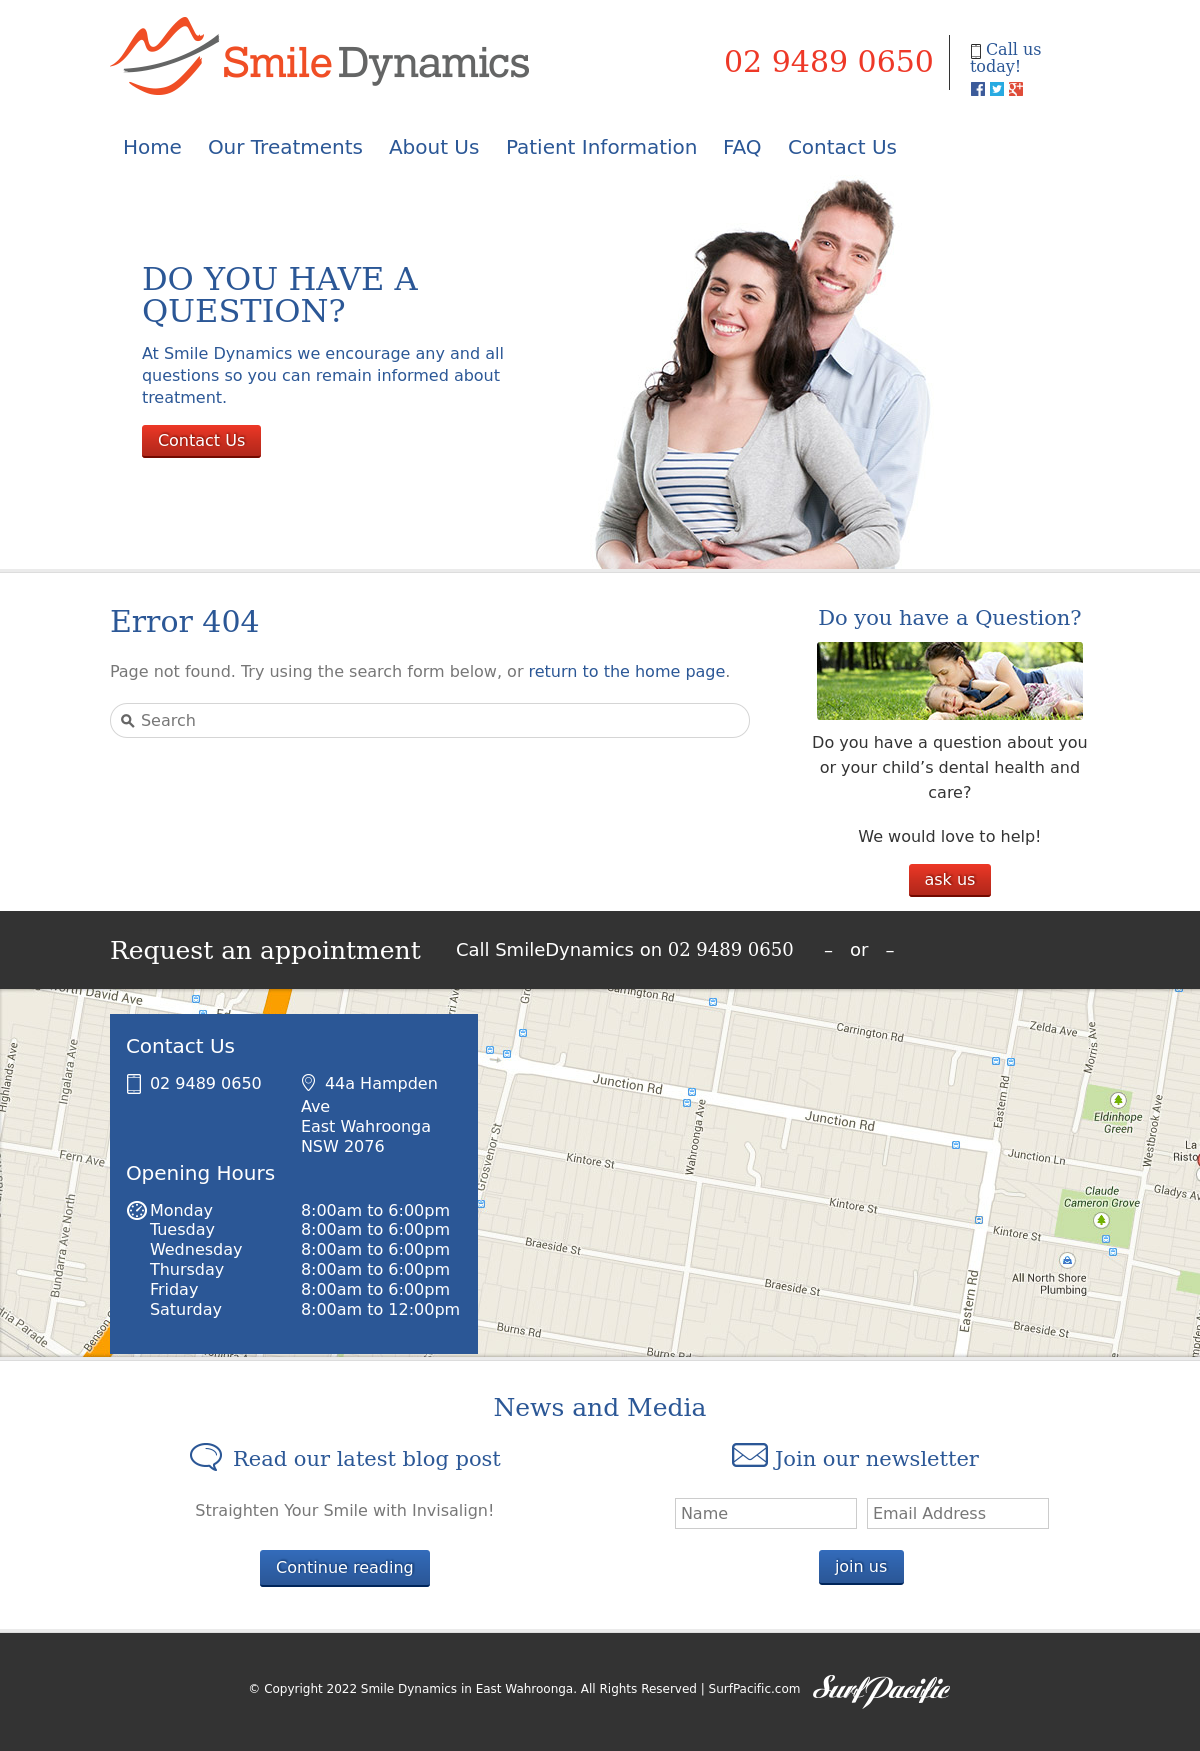 Smile Dynamics
02 9489 0650
Call us
today!
Home Our Treatments About Us Patient Information FAQ Contact Us
DO YOU HAVE A
QUESTION?
At Smile Dynamics we encourage any and all
questions so you can remain informed about
treatment.
Contact Us
Error 404
Page not found. Try using the search form below, or return to the home page.
Search
Do you have a Question?
Do you have a question about you
or your child’s dental health and
care?
We would love to help!
ask us
Request an appointment
Call SmileDynamics on 02 9489 0650 – or –
David Ave
Carrington Rd
Carrington Rd
Zelda Ave
Morris Ave
Highlands Ave
Ingalara Ave
Junction Rd
Junction Rd
Eastern Rd
Eldinhope
Green
Westbrook Ave
Wahroonga Ave
Grosvenor St
Fern Ave
Kintore St
Junction Ln
Claude
Cameron Grove
Kintore St
Kintore St
Bundarra Ave North
Braeside St
All North Shore
Plumbing
Braeside St
Eastern Rd
Braeside St
Burns Rd
Burns Rd
Contact Us
02 9489 0650
44a Hampden
Ave
East Wahroonga
NSW 2076
Opening Hours
Monday 8:00am to 6:00pm
Tuesday 8:00am to 6:00pm
Wednesday 8:00am to 6:00pm
Thursday 8:00am to 6:00pm
Friday 8:00am to 6:00pm
Saturday 8:00am to 12:00pm
News and Media
Read our latest blog post
Straighten Your Smile with Invisalign!
Continue reading
Join our newsletter
Name
Email Address
join us
© Copyright 2022 Smile Dynamics in East Wahroonga. All Rights Reserved | SurfPacific.com
SurfPacific